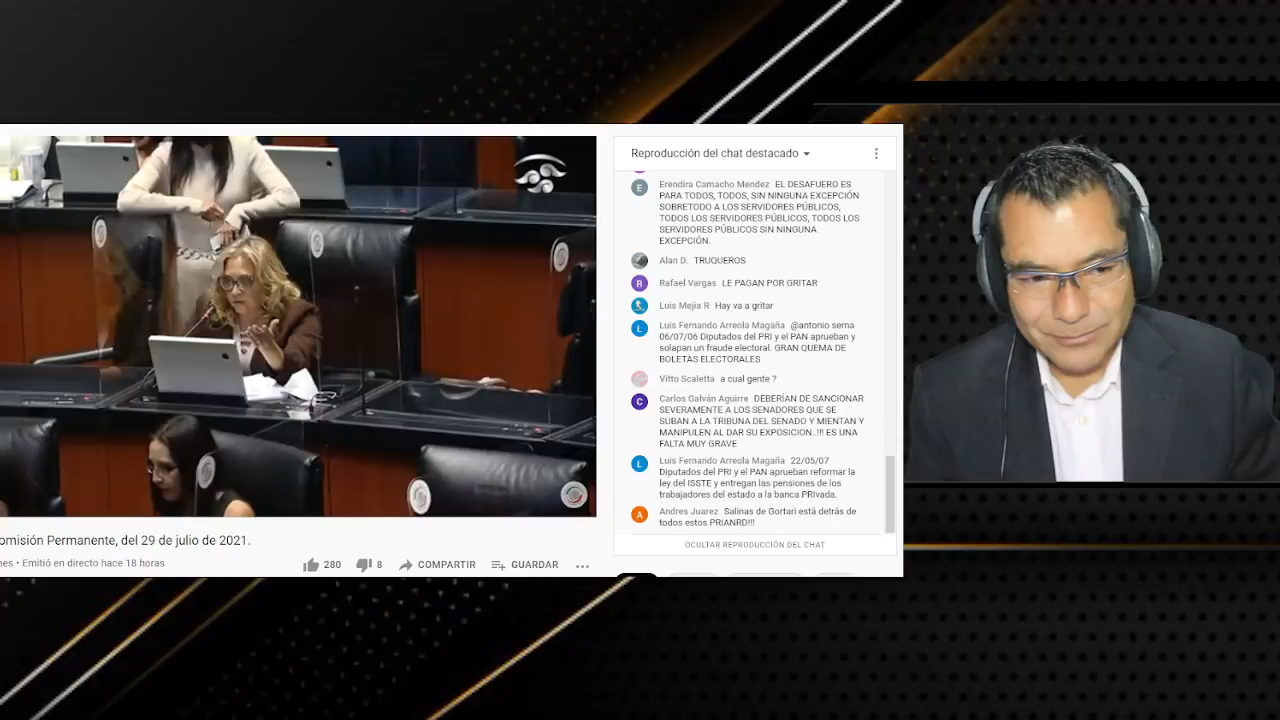 Reproducción del chat destacado
Erendira Camacho Mendez EL DESAFUERO ES
PARA TODOS, TODOS, SIN NINGUNA EXCEPCIÓN
SOBRETODO A LOS SERVIDORES PÚBLICOS,
TODOS LOS SERVIDORES PÚBLICOS, TODOS LOS
SERVIDORES PÚBLICOS SIN NINGUNA
EXCEPCIÓN.
Alan D. TRUQUEROS
Rafael Vargas LE PAGAN POR GRITAR
Luis Mejia R Hay va a gritar
Luis Fernando Arreola Magaña @antonio serna
06/07/06 Diputados del PRI y el PAN aprueban y
solapan un fraude electoral. GRAN QUEMA DE
BOLETAS ELECTORALES
Vitto Scaletta a cual gente ?
Carlos Galván Aguirre DEBERÍAN DE SANCIONAR
SEVERAMENTE A LOS SENADORES QUE SE
SUBAN A LA TRIBUNA DEL SENADO Y MIENTAN Y
MANIPULEN AL DAR SU EXPOSICION..!!! ES UNA
FALTA MUY GRAVE
Luis Fernando Arreola Magaña 22/05/07
Diputados del PRI y el PAN aprueban reformar la
ley del ISSTE y entregan las pensiones de los
trabajadores del estado a la banca PRIvada.
Andres Juarez Salinas de Gortari está detrás de
todos estos PRIANRD!!!
OCULTAR REPRODUCCIÓN DEL CHAT
omisión Permanente, del 29 de julio de 2021.
nes • Emitió en directo hace 18 horas
280 8 COMPARTIR GUARDAR
E
R
L
C
L
A